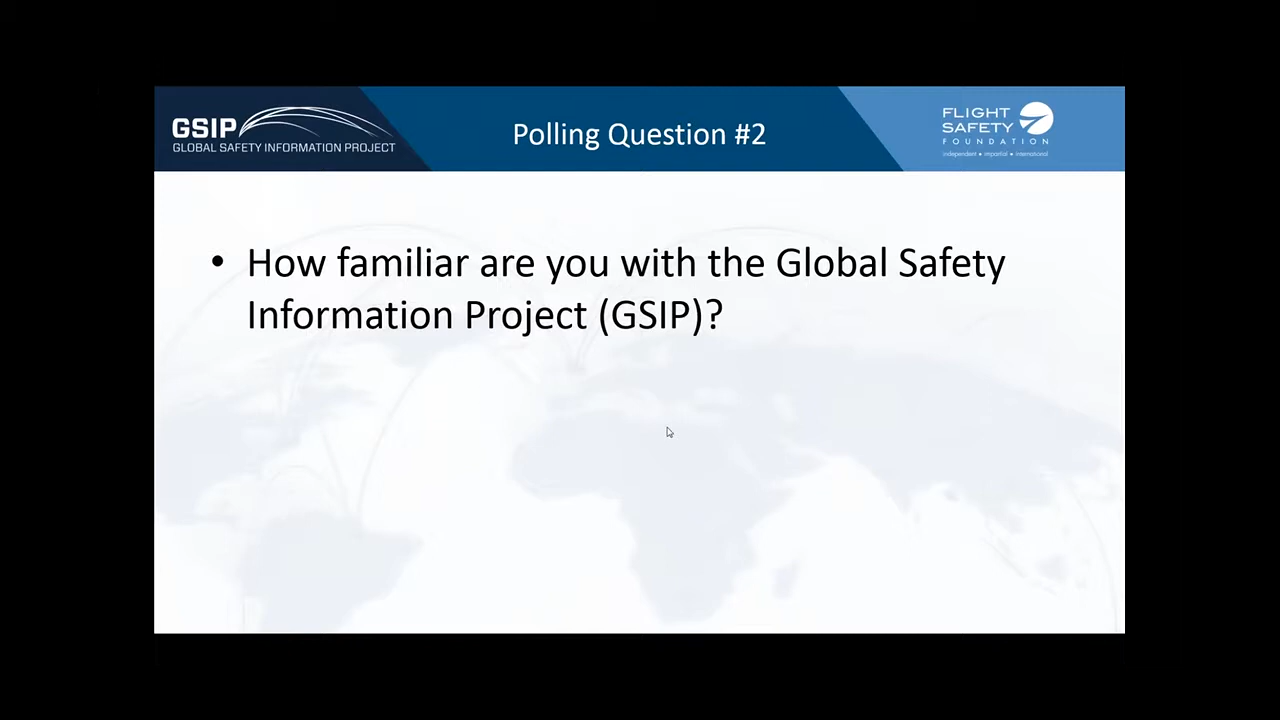 GSIP
GLOBAL SAFETY INFORMATION PROJECT
Polling Question #2
FLIGHT
SAFETY
FOUNDATION
independent • impartial • international
• How familiar are you with the Global Safety
Information Project (GSIP)?